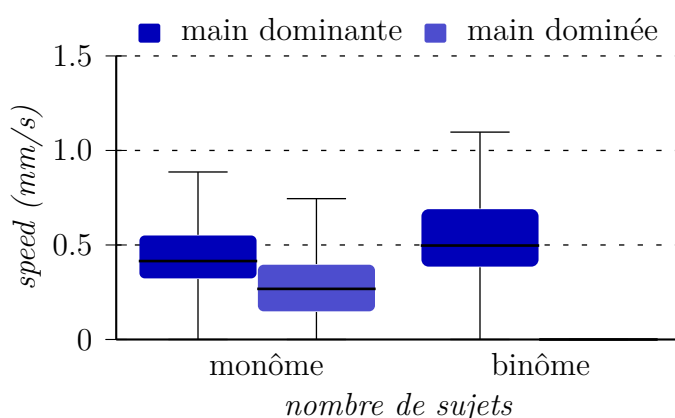 main dominante main dominée
1.5
1.0
0.5
0
speed (mm/s)
monôme binôme
nombre de sujets